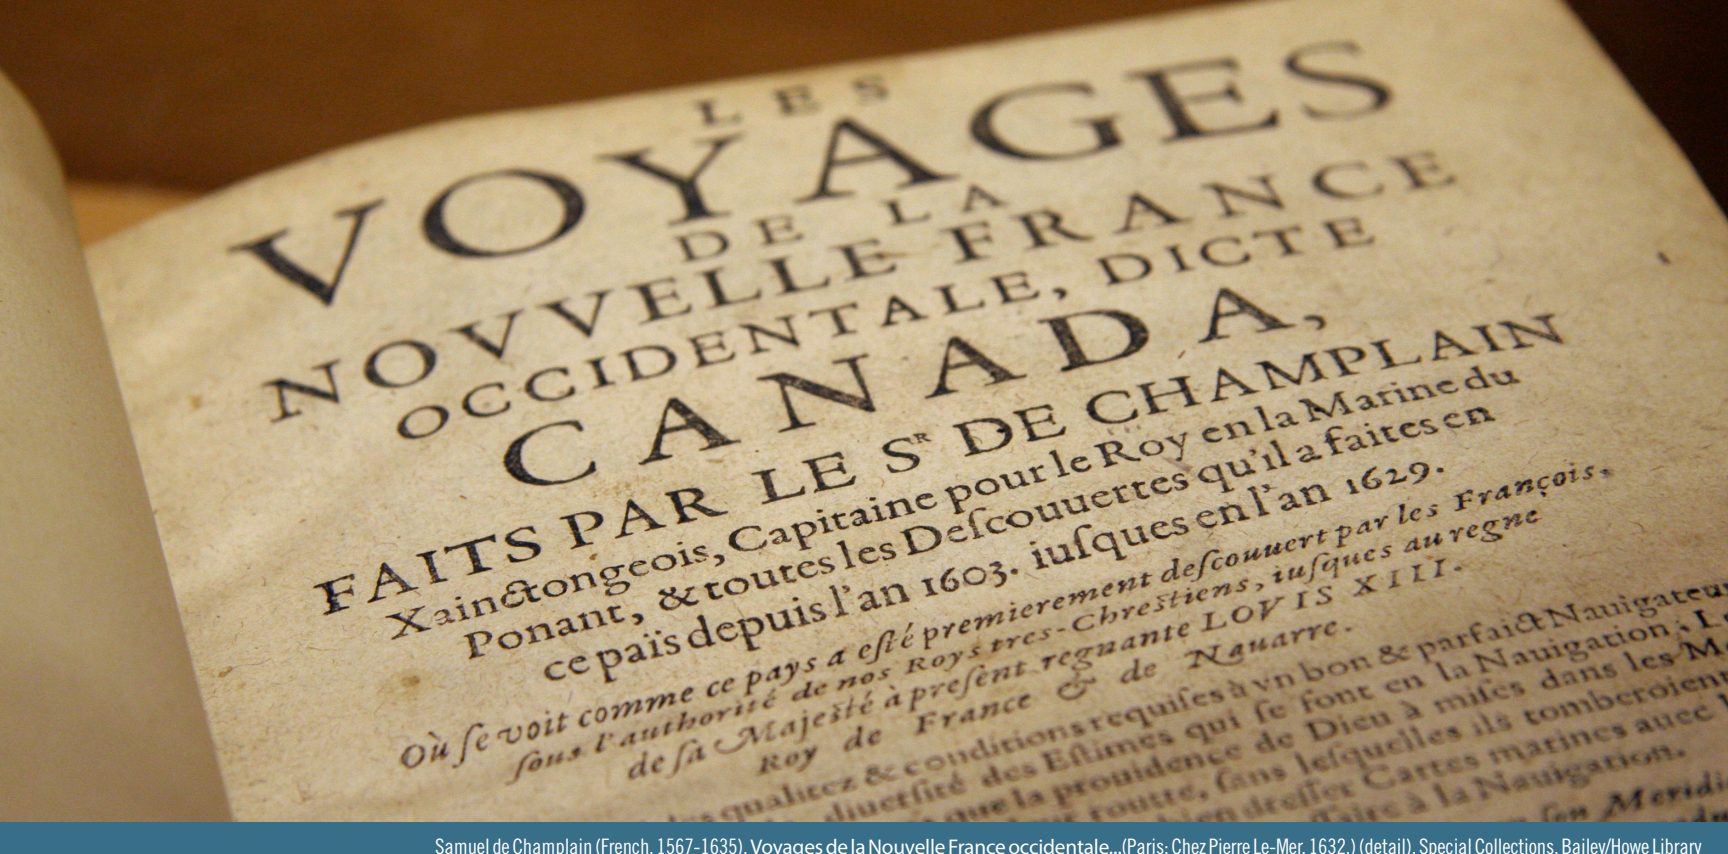 LES
VOYAGES
DE LA
NOVVELLE FRANCE
OCCIDENTALE, DICTE
CANADA,
FAITS PAR LE Sʀ DE CHAMPLAIN
Xainctongeois, Capitaine pour le Roy en la Marine du
Ponant, & toutes les Deſcouuertes qu'il a faites en
ce païs depuis l'an 1603. iuſques en l'an 1629.
Où ſe voit comme ce pays a eſté premierement deſcouuert par les François,
ſous l'authorité de nos Roys tres-Chreſtiens, iuſques au regne
de ſa Majeſté à preſent regnante LOVIS XIII.
Roy de France & de Nauarre.
qualitez & conditions requiſes à vn bon & parfaict Nauigateur
diuerſité des Eſtimes qui ſe font en la Nauigation;
que la prouidence de Dieu à miſes dans les
routte, ſans leſquelles ils tomberoient
dreſſer Cartes marines auec
à la Nauigation.
ſon Meridi
Samuel de Champlain (French, 1567-1635), Voyages de la Nouvelle France occidentale...(Paris: Chez Pierre Le-Mer, 1632.) (detail), Special Collections, Bailey/Howe Library